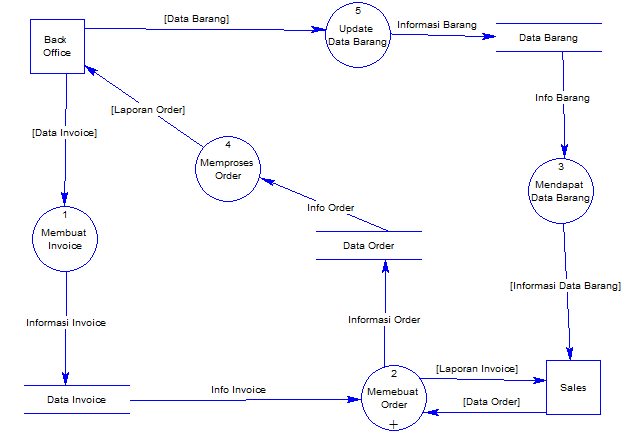 [Data Barang]
5
Update
Data Barang
Informasi Barang
Data Barang
Back
Office
Info Barang
[Laporan Order]
[Data Invoice]
4
Memproses
Order
3
Mendapat
Data Barang
Info Order
1
Membuat
Invoice
Data Order
[Informasi Data Barang]
Informasi Invoice
Informasi Order
2
Memebuat
Order
+
[Laporan Invoice]
Sales
Info Invoice
Data Invoice
[Data Order]